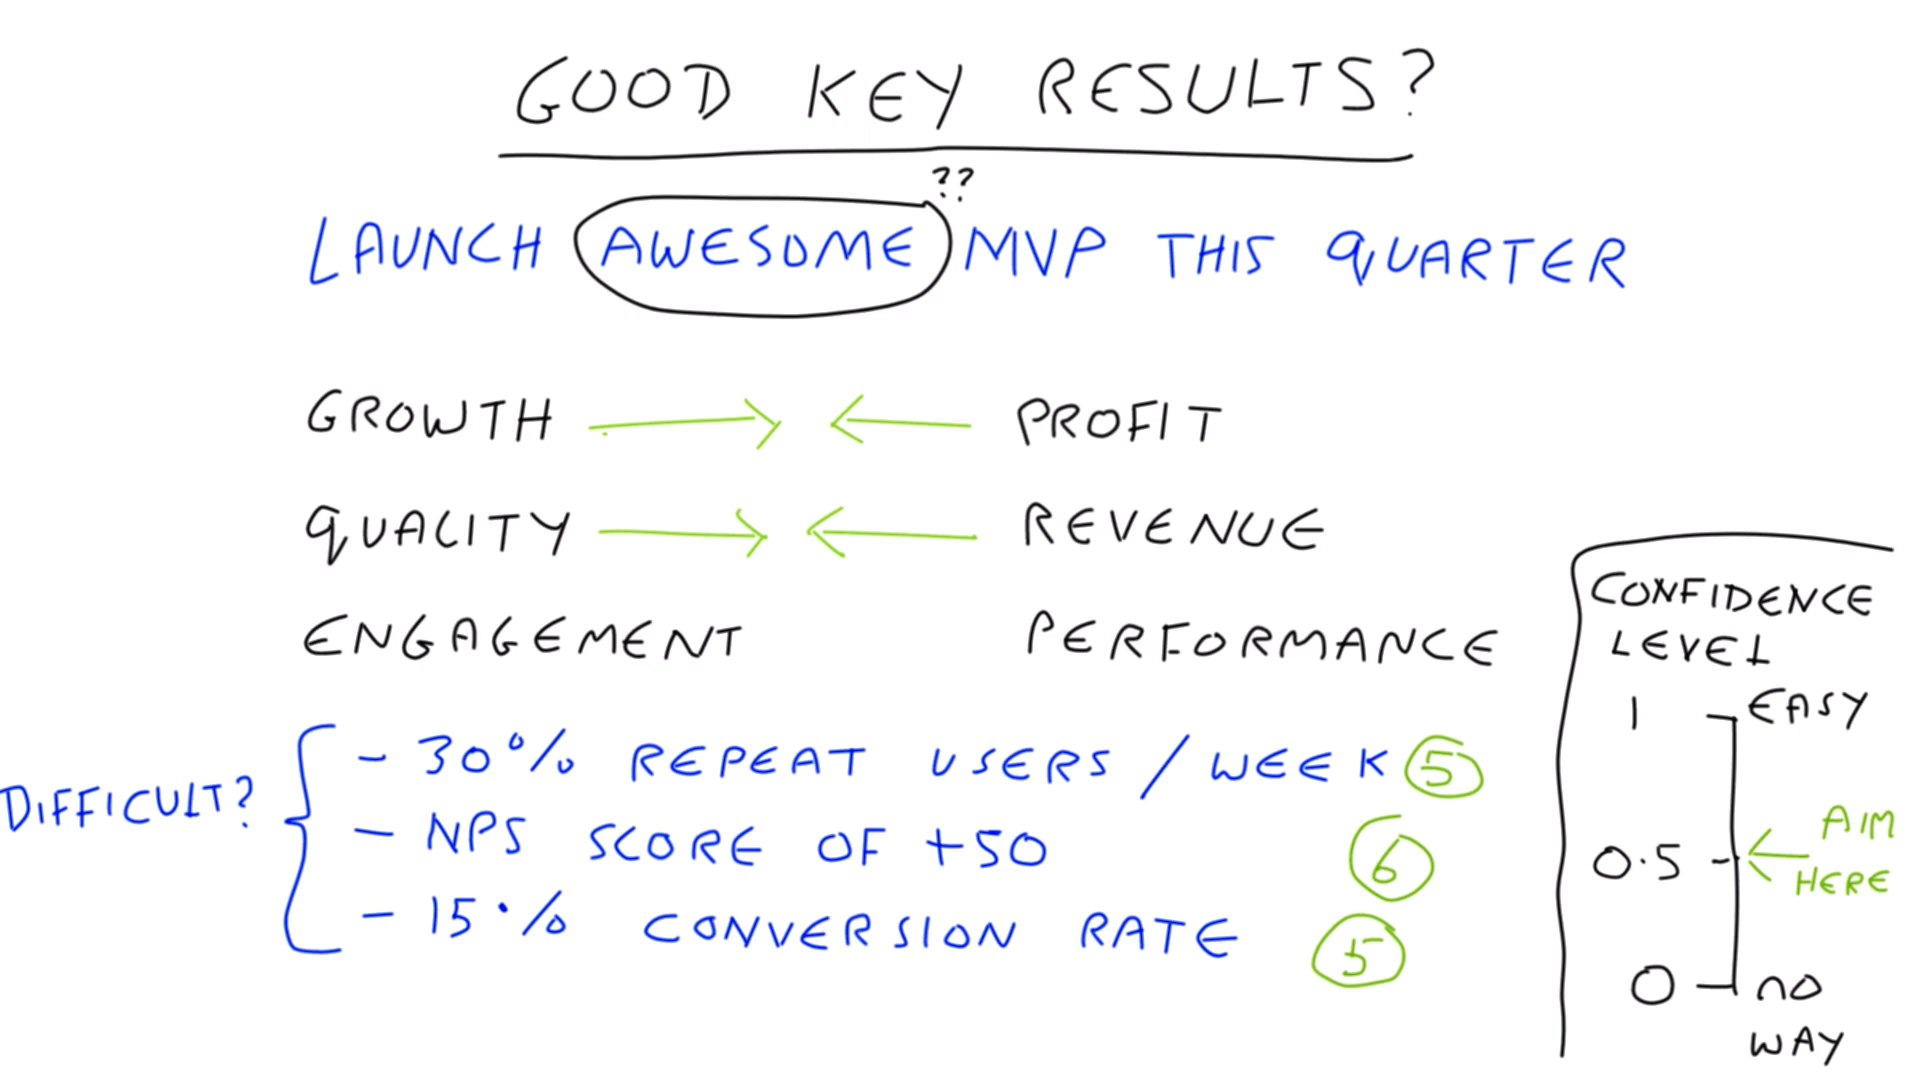 GOOD KEY RESULTS?
??
LAUNCH AWESOME MVP THIS QUARTER
GROWTH PROFIT
QUALITY REVENUE
ENGAGEMENT PERFORMANCE
DIFFICULT?
- 30% REPEAT USERS / WEEK 5
- NPS SCORE OF +50 6
- 15% CONVERSION RATE 5
CONFIDENCE
LEVEL
1 EASY
0.5 AIM
HERE
0 NO
WAY